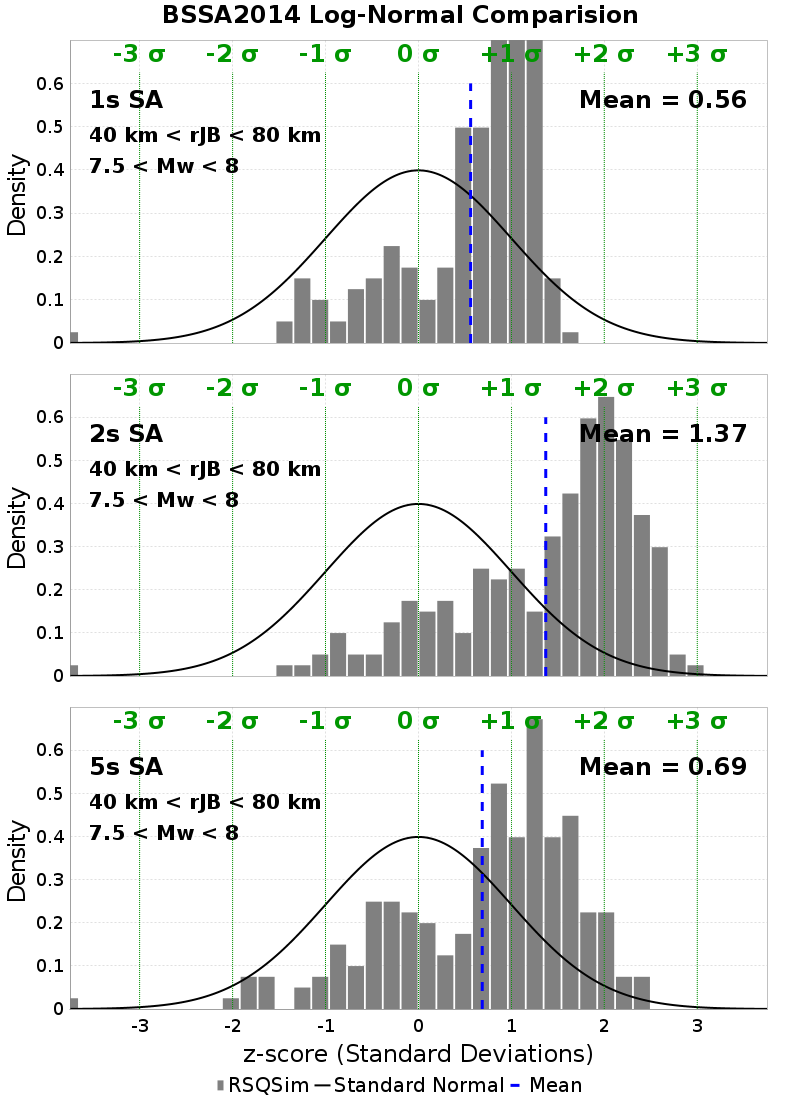 BSSA2014 Log-Normal Comparision
-3 σ -2 σ -1 σ 0 σ +1 σ +2 σ +3 σ
1s SA
Mean = 0.56
40 km < rJB < 80 km
7.5 < Mw < 8
Density
0.6
0.5
0.4
0.3
0.2
0.1
0
-3 σ -2 σ -1 σ 0 σ +1 σ +2 σ +3 σ
2s SA
Mean = 1.37
40 km < rJB < 80 km
7.5 < Mw < 8
Density
0.6
0.5
0.4
0.3
0.2
0.1
0
-3 σ -2 σ -1 σ 0 σ +1 σ +2 σ +3 σ
5s SA
Mean = 0.69
40 km < rJB < 80 km
7.5 < Mw < 8
Density
0.6
0.5
0.4
0.3
0.2
0.1
0
-3 -2 -1 0 1 2 3
z-score (Standard Deviations)
RSQSim Standard Normal Mean